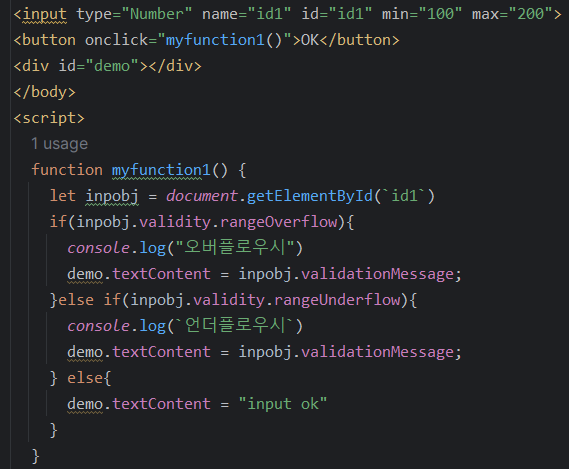 <input type="Number" name="id1" id="id1" min="100" max="200">
<button onclick="myfunction1()">OK</button>
<div id="demo"></div>
</body>
<script>
1 usage
function myfunction1() {
let inpobj = document.getElementById(`id1`)
if(inpobj.validity.rangeOverflow){
console.log("오버플로우시")
demo.textContent = inpobj.validationMessage;
}else if(inpobj.validity.rangeUnderflow){
console.log(`언더플로우시`)
demo.textContent = inpobj.validationMessage;
} else{
demo.textContent = "input ok"
}
}